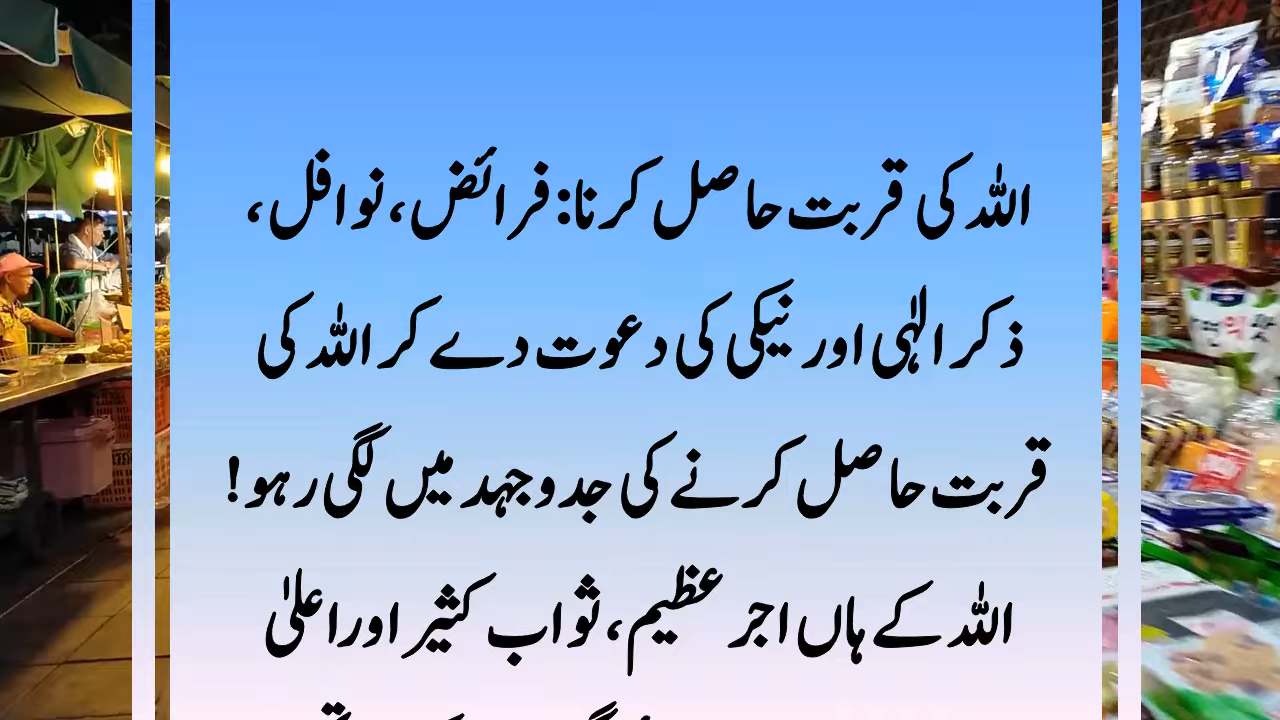 اللہ کی قربت حاصل کرنا: فرائض، نوافل،
ذکر الٰہی اور نیکی کی دعوت دے کر اللہ کی
قربت حاصل کرنے کی جدوجہد میں لگی رہو!
اللہ کے ہاں اجر عظیم، ثواب کثیر اور اعلیٰ